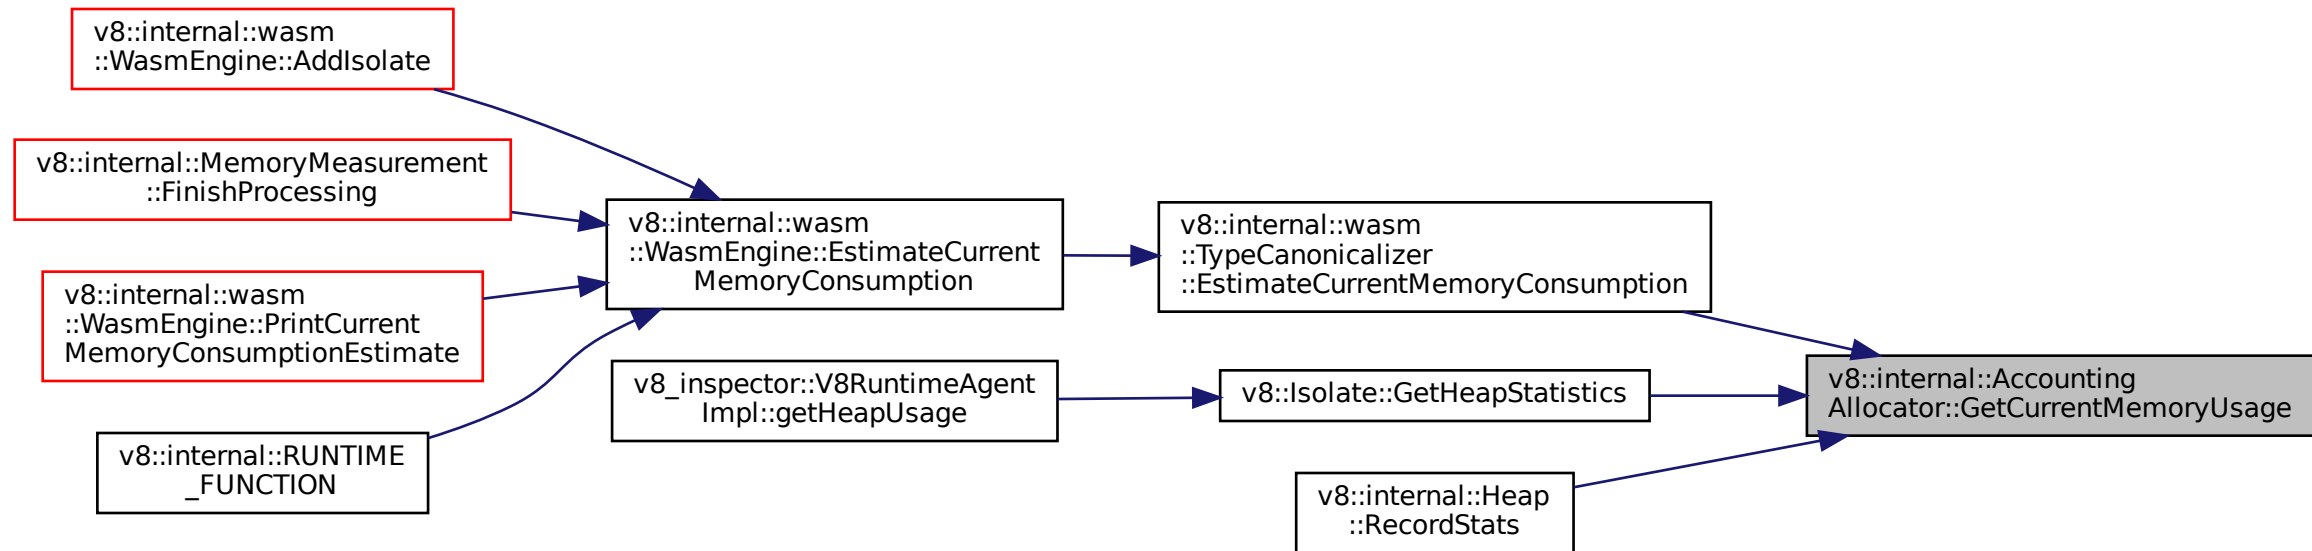 v8::internal::wasm
::WasmEngine::AddIsolate
v8::internal::MemoryMeasurement
::FinishProcessing
v8::internal::wasm
::WasmEngine::PrintCurrent
MemoryConsumptionEstimate
v8::internal::RUNTIME
_FUNCTION
v8::internal::wasm
::WasmEngine::EstimateCurrent
MemoryConsumption
v8_inspector::V8RuntimeAgent
Impl::getHeapUsage
v8::internal::wasm
::TypeCanonicalizer
::EstimateCurrentMemoryConsumption
v8::Isolate::GetHeapStatistics
v8::internal::Heap
::RecordStats
v8::internal::Accounting
Allocator::GetCurrentMemoryUsage